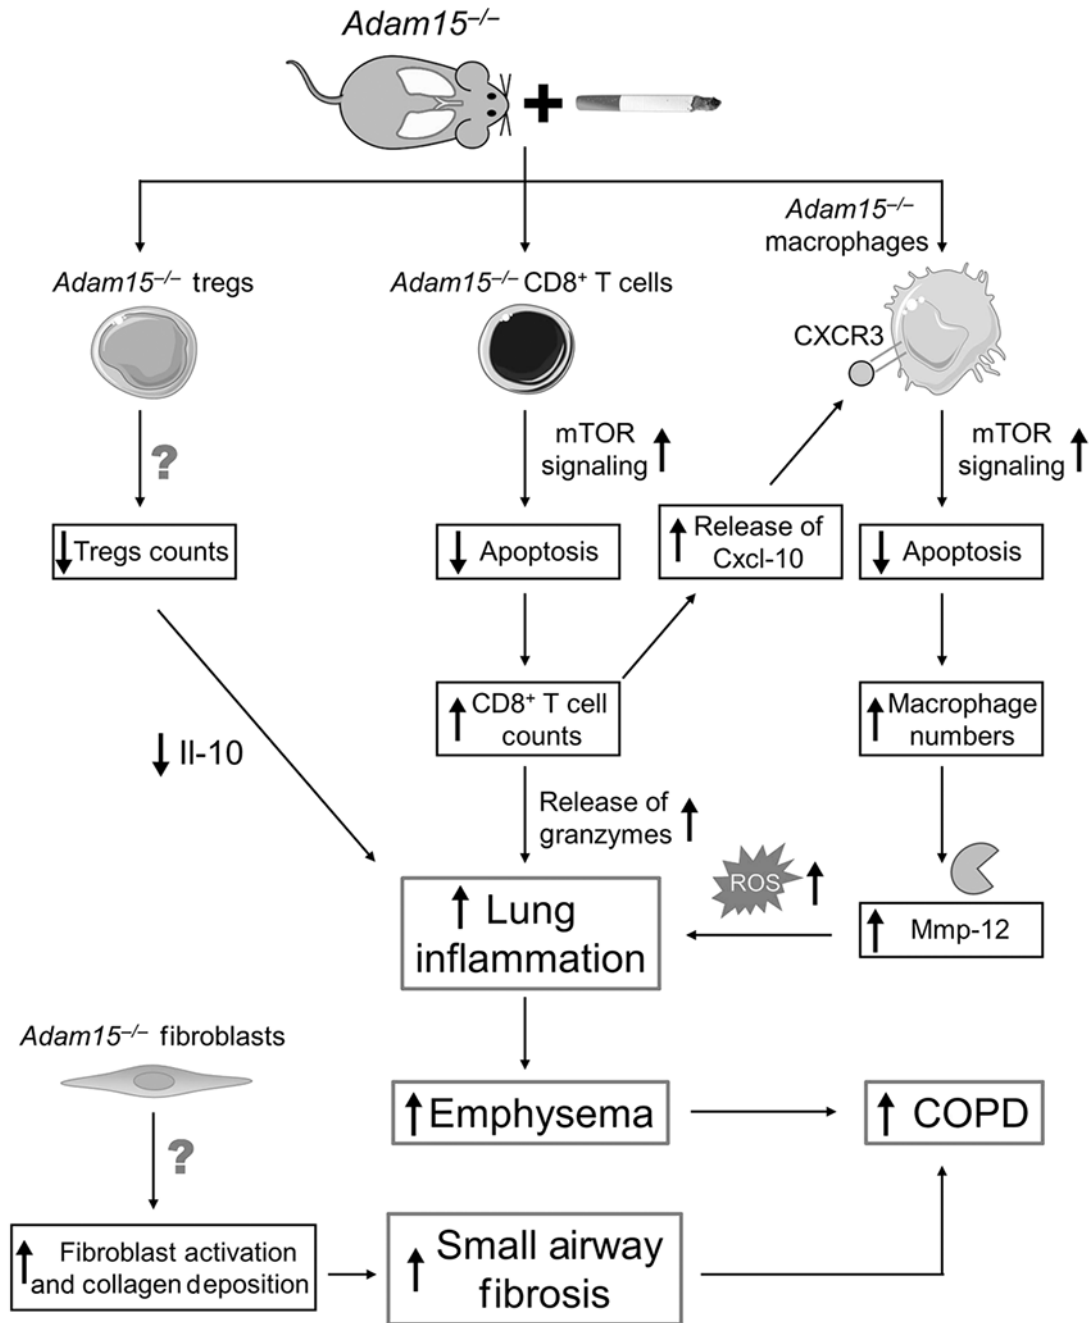 Adam15–/–
Adam15–/–
macrophages
Adam15–/– tregs
Adam15–/– CD8+ T cells
CXCR3
?
mTOR
signaling
mTOR
signaling
Tregs counts
Apoptosis
Release of
Cxcl-10
Apoptosis
CD8+ T cell
counts
Macrophage
numbers
Il-10
Release of
granzymes
ROS
Lung
inflammation
Mmp-12
Adam15–/– fibroblasts
?
Emphysema
COPD
Fibroblast activation
and collagen deposition
Small airway
fibrosis